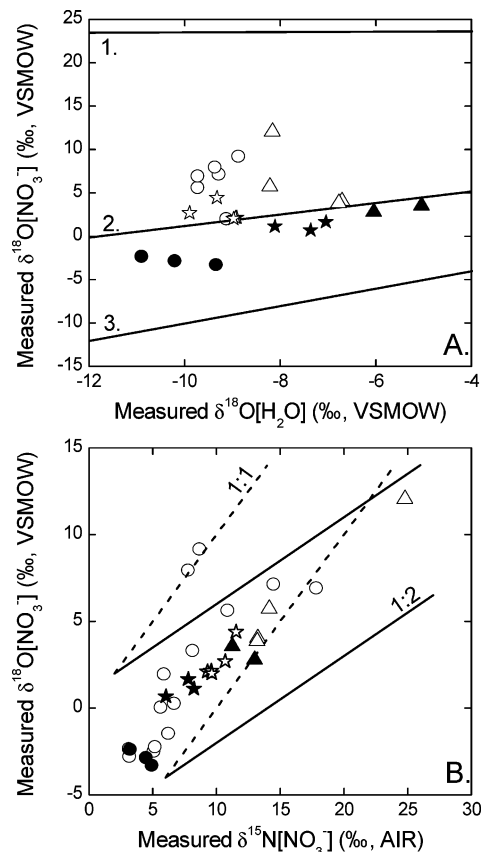 25
20
15
10
5
0
-5
-10
-15
1.
2.
3.
A.
-12 -10 -8 -6 -4
Measured δ¹⁸O[H₂O] (‰, VSMOW)
Measured δ¹⁸O[NO₃⁻] (‰, VSMOW)
15
10
5
0
-5
1:1
1:2
B.
0 5 10 15 20 25 30
Measured δ¹⁵N[NO₃⁻] (‰, AIR)
Measured δ¹⁸O[NO₃⁻] (‰, VSMOW)